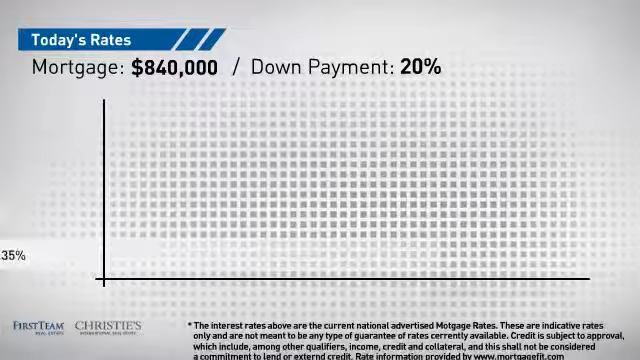 Today's Rates
Mortgage: $840,000 / Down Payment: 20%
.35%
FIRST TEAM
REAL ESTATE
CHRISTIE'S
INTERNATIONAL REAL ESTATE
* The interest rates above are the current national advertised Motgage Rates. These are indicative rates
only and are not meant to be any type of guarantee of rates cerrently available. Credit is subject to approval,
which include, among other qualifiers, income, credit and collateral, and this shall not be considered
a commitment to lend or externd credit. Rate information provided by www.mortgagefit.com